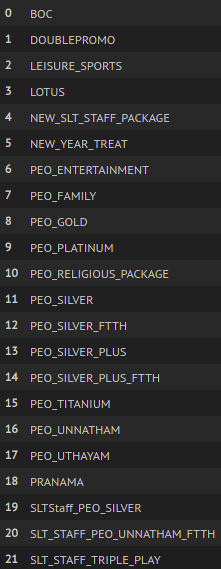 0 BOC
1 DOUBLEPROMO
2 LEISURE_SPORTS
3 LOTUS
4 NEW_SLT_STAFF_PACKAGE
5 NEW_YEAR_TREAT
6 PEO_ENTERTAINMENT
7 PEO_FAMILY
8 PEO_GOLD
9 PEO_PLATINUM
10 PEO_RELIGIOUS_PACKAGE
11 PEO_SILVER
12 PEO_SILVER_FTTH
13 PEO_SILVER_PLUS
14 PEO_SILVER_PLUS_FTTH
15 PEO_TITANIUM
16 PEO_UNNATHAM
17 PEO_UTHAYAM
18 PRANAMA
19 SLTStaff_PEO_SILVER
20 SLT_STAFF_PEO_UNNATHAM_FTTH
21 SLT_STAFF_TRIPLE_PLAY